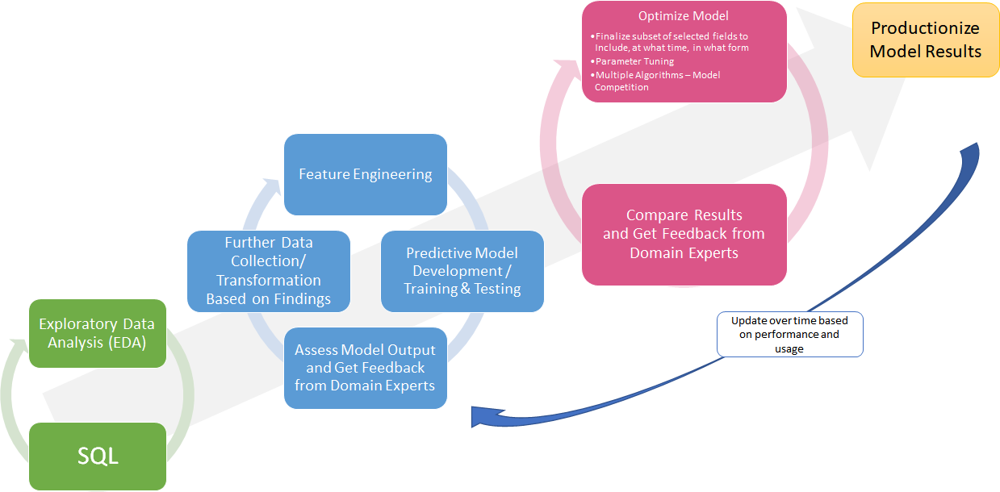 Optimize Model
•Finalize subset of selected fields to
Include, at what time, in what form
•Parameter Tuning
•Multiple Algorithms – Model
Competition
Productionize
Model Results
Feature Engineering
Compare Results
and Get Feedback from
Domain Experts
Further Data
Collection/
Transformation
Based on Findings
Predictive Model
Development /
Training & Testing
Exploratory Data
Analysis (EDA)
Assess Model Output
and Get Feedback
from Domain Experts
Update over time based
on performance and
usage
SQL